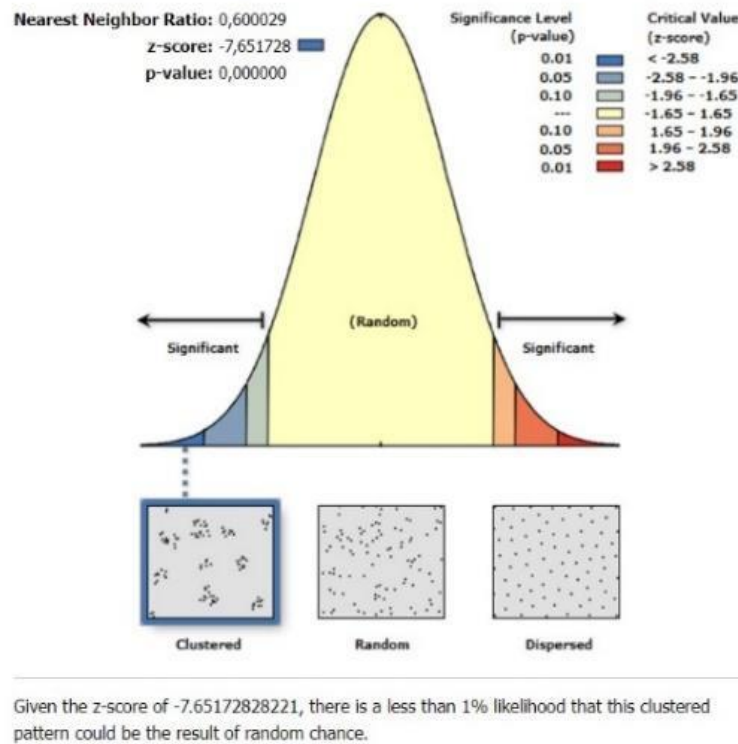 Nearest Neighbor Ratio: 0,600029
z-score: -7,651728
p-value: 0,000000
Significance Level
(p-value)
Critical Value
(z-score)
0.01 < -2.58
0.05 -2.58 – -1.96
0.10 -1.96 – -1.65
--- -1.65 – 1.65
0.10 1.65 – 1.96
0.05 1.96 – 2.58
0.01 > 2.58
(Random)
Significant
Significant
Clustered
Random
Dispersed
Given the z-score of -7.65172828221, there is a less than 1% likelihood that this clustered
pattern could be the result of random chance.